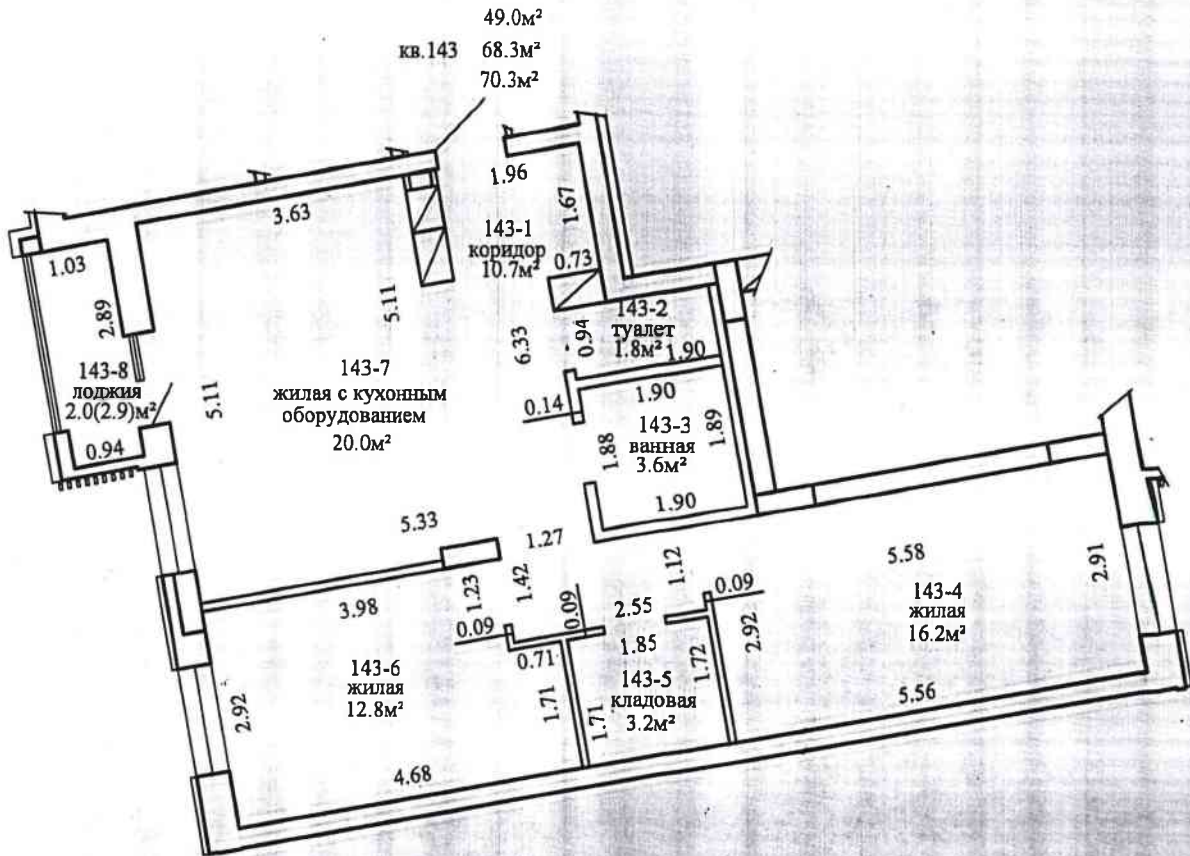 49.0м²
кв.143 68.3м²
70.3м²
1.96
3.63
1.67
143-1
коридор
10.7м²
0.73
1.03
2.89
5.11
6.33
0.94
143-2
туалет
1.8м²
1.90
143-8
лоджия
2.0(2.9)м²
0.94
5.11
143-7
жилая с кухонным
оборудованием
20.0м²
0.14
1.90
143-3
ванная
3.6м²
1.88
1.89
1.90
5.33
1.27
1.12
5.58
2.91
3.98
1.23
1.42
0.09
0.09
2.55
0.09
143-4
жилая
16.2м²
2.92
143-6
жилая
12.8м²
2.92
0.71
1.71
1.85
1.72
143-5
кладовая
3.2м²
1.71
5.56
4.68